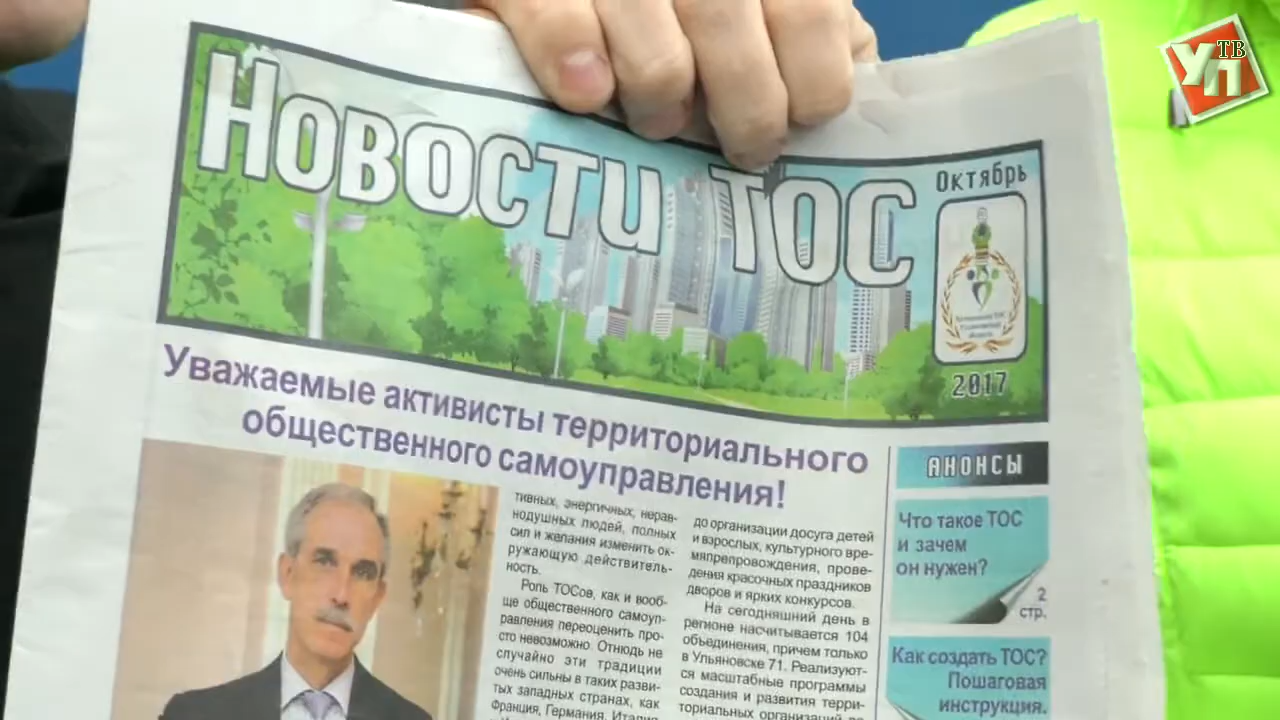 УП ТВ
Новости ТОС
Октябрь
2017
Уважаемые активисты территориального
общественного самоуправления!
тивных, энергичных, нерав-
нодушных людей, полных
сил и желания изменить ок-
ружающую действитель-
ность.
Роль ТОСов, как и вооб-
ще общественного самоуп-
равления переоценить про-
сто невозможно. Отнюдь не
случайно эти традиции
очень сильны в таких разви-
тых западных странах, как
Франция, Германия, Италия
до организации досуга детей
и взрослых, культурного вре-
мяпрепровождения, прове-
дения красочных праздников
дворов и ярких конкурсов.
На сегодняшний день в
регионе насчитывается 104
объединения, причем только
в Ульяновске 71. Реализуют-
ся масштабные программы
создания и развития терри-
ториальных организаций
АНОНСЫ
Что такое ТОС
и зачем
он нужен?
2
стр.
Как создать ТОС?
Пошаговая
инструкция.